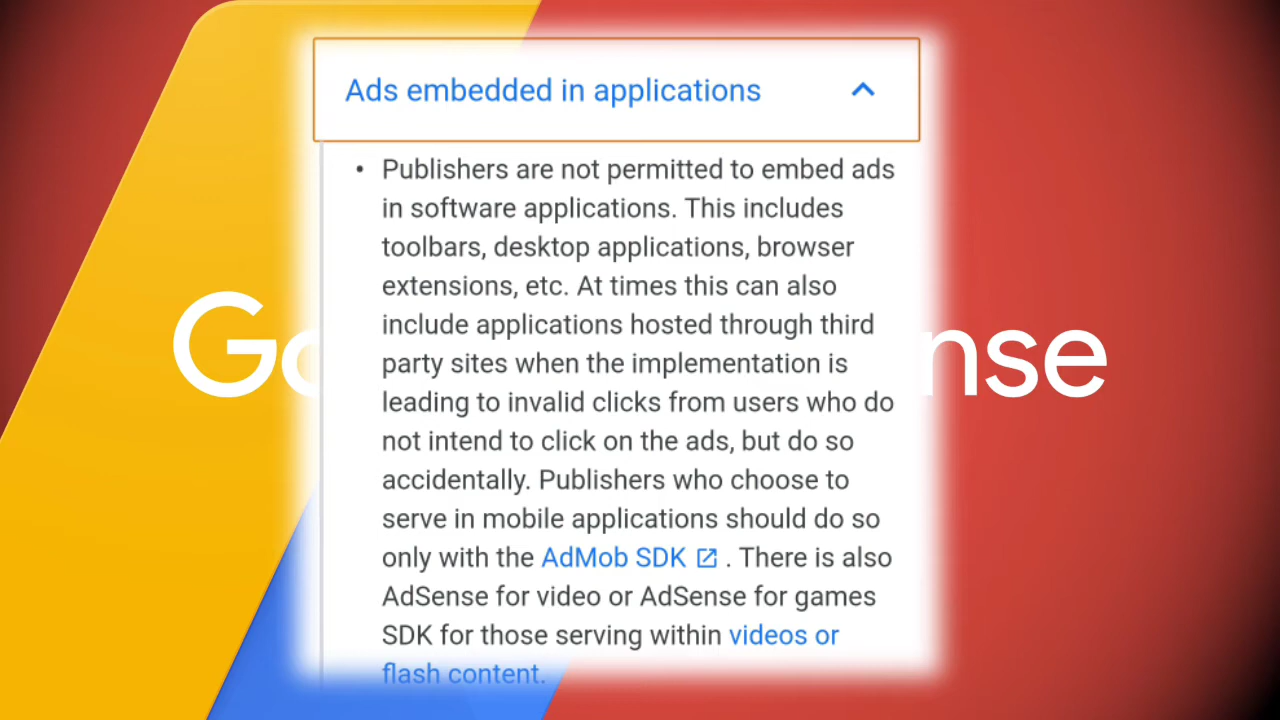 Ads embedded in applications
• Publishers are not permitted to embed ads
in software applications. This includes
toolbars, desktop applications, browser
extensions, etc. At times this can also
include applications hosted through third
party sites when the implementation is
leading to invalid clicks from users who do
not intend to click on the ads, but do so
accidentally. Publishers who choose to
serve in mobile applications should do so
only with the AdMob SDK . There is also
AdSense for video or AdSense for games
SDK for those serving within videos or
flash content.
Go
nse